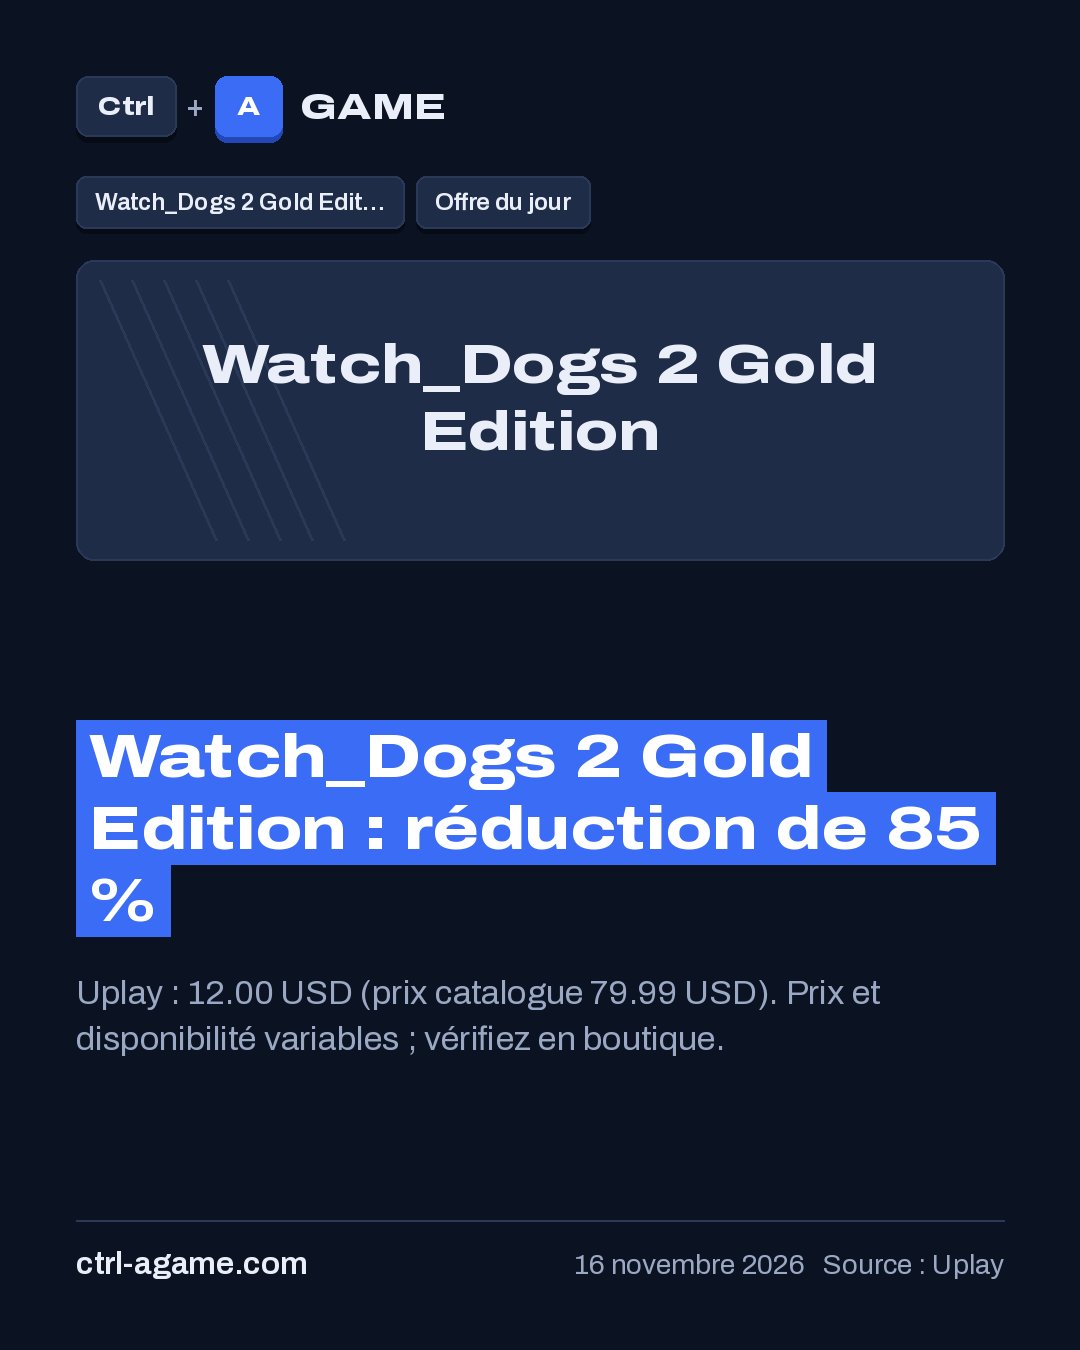 Ctrl + A GAME
Watch_Dogs 2 Gold Edit... Offre du jour
Watch_Dogs 2 Gold
Edition
Watch_Dogs 2 Gold
Edition : réduction de 85
%
Uplay : 12.00 USD (prix catalogue 79.99 USD). Prix et
disponibilité variables ; vérifiez en boutique.
ctrl-agame.com 16 novembre 2026 Source : Uplay